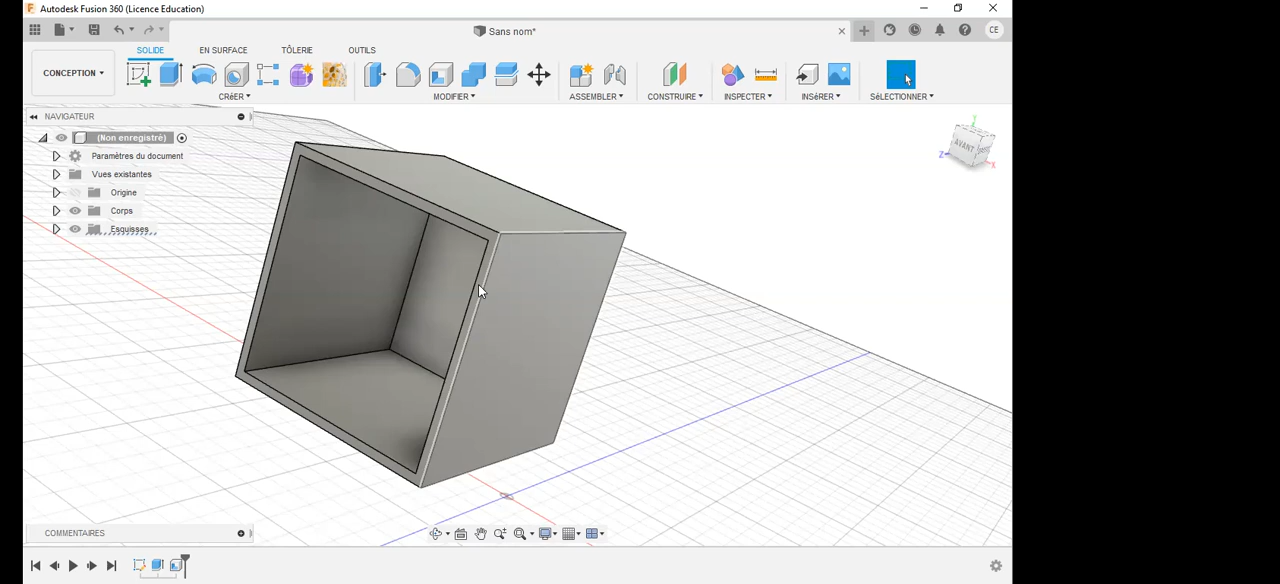 Autodesk Fusion 360 (Licence Education)
Sans nom*
CE
CONCEPTION
SOLIDE
EN SURFACE
TÔLERIE
OUTILS
CRÉER
MODIFIER
ASSEMBLER
CONSTRUIRE
INSPECTER
INSÉRER
SÉLECTIONNER
NAVIGATEUR
(Non enregistré)
Paramètres du document
Vues existantes
Origine
Corps
Esquisses
Y
AVANT
Z
X
COMMENTAIRES